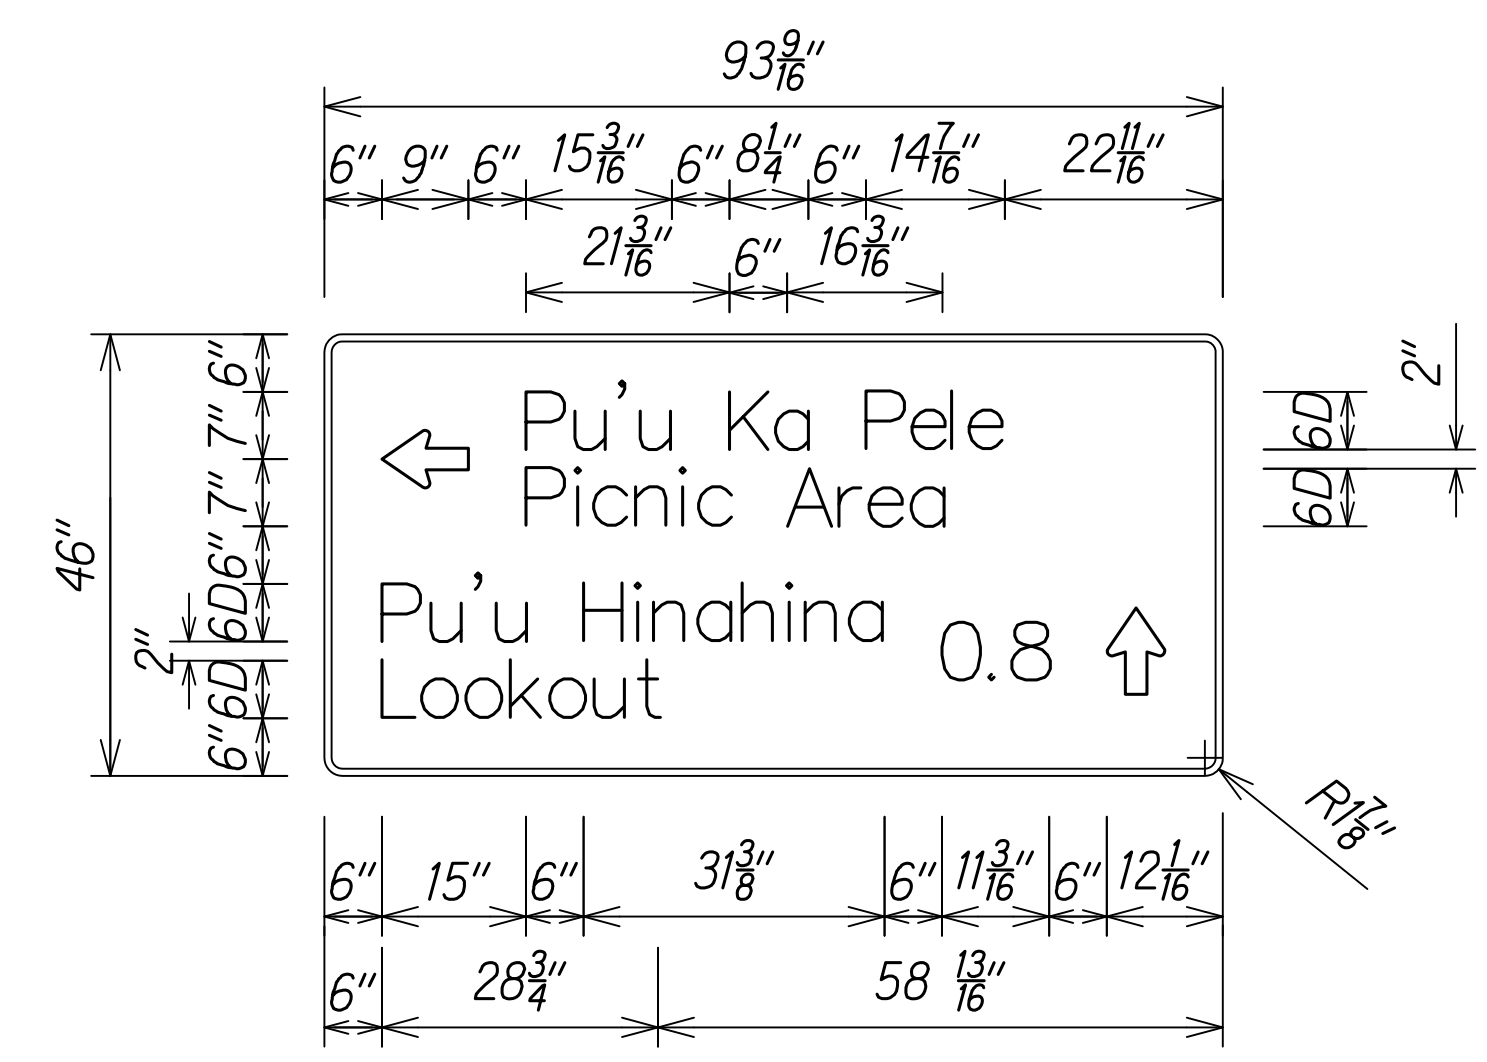 93 9/16"
6" 9" 6" 15 3/16" 6" 8 1/4" 6" 14 7/16" 22 11/16"
21 3/16" 6" 16 3/16"
46"
6"
7"
7"
6"
6D
2"
6D
6"
Pu’u Ka Pele
Picnic Area
Pu’u Hinahina
Lookout
0.8
6D
2"
6D
R1 7/8"
6" 15" 6" 31 3/8" 6" 11 3/16" 6" 12 1/16"
6" 28 3/4" 58 13/16"